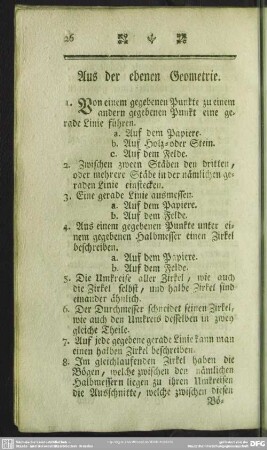 26
Aus der ebenen Geometrie.
1. Von einem gegebenen Punkte zu einem
andern gegebenen Punkt eine ge-
rade Linie führen.
a. Auf dem Papiere.
b. Auf Holz- oder Stein.
c. Auf dem Felde.
2. Zwischen zween Stäben den dritten,
oder mehrere Stäbe in der nämlichen ge-
raden Linie einstecken.
3. Eine gerade Linie ausmessen.
a. Auf dem Papiere.
b. Auf dem Felde.
4. Aus einem gegebenen Punkte unter ei-
nem gegebenen Halbmesser einen Zirkel
beschreiben.
a. Auf dem Papiere.
b. Auf dem Felde.
5. Die Umkreise aller Zirkel, wie auch
die Zirkel selbst, und halbe Zirkel sind
einander ähnlich.
6. Der Durchmesser schneidet seinen Zirkel,
wie auch den Umkreis desselben in zwey
gleiche Theile.
7. Auf jede gegebene gerade Linie kann man
einen halben Zirkel beschreiben.
8. Im gleichlaufenden Zirkel haben die
Bögen, welche zwischen den nämlichen
Halbmessern liegen zu ihren Umkreisen
die Ausschnitte, welche zwischen diesen
Bö-
DFG